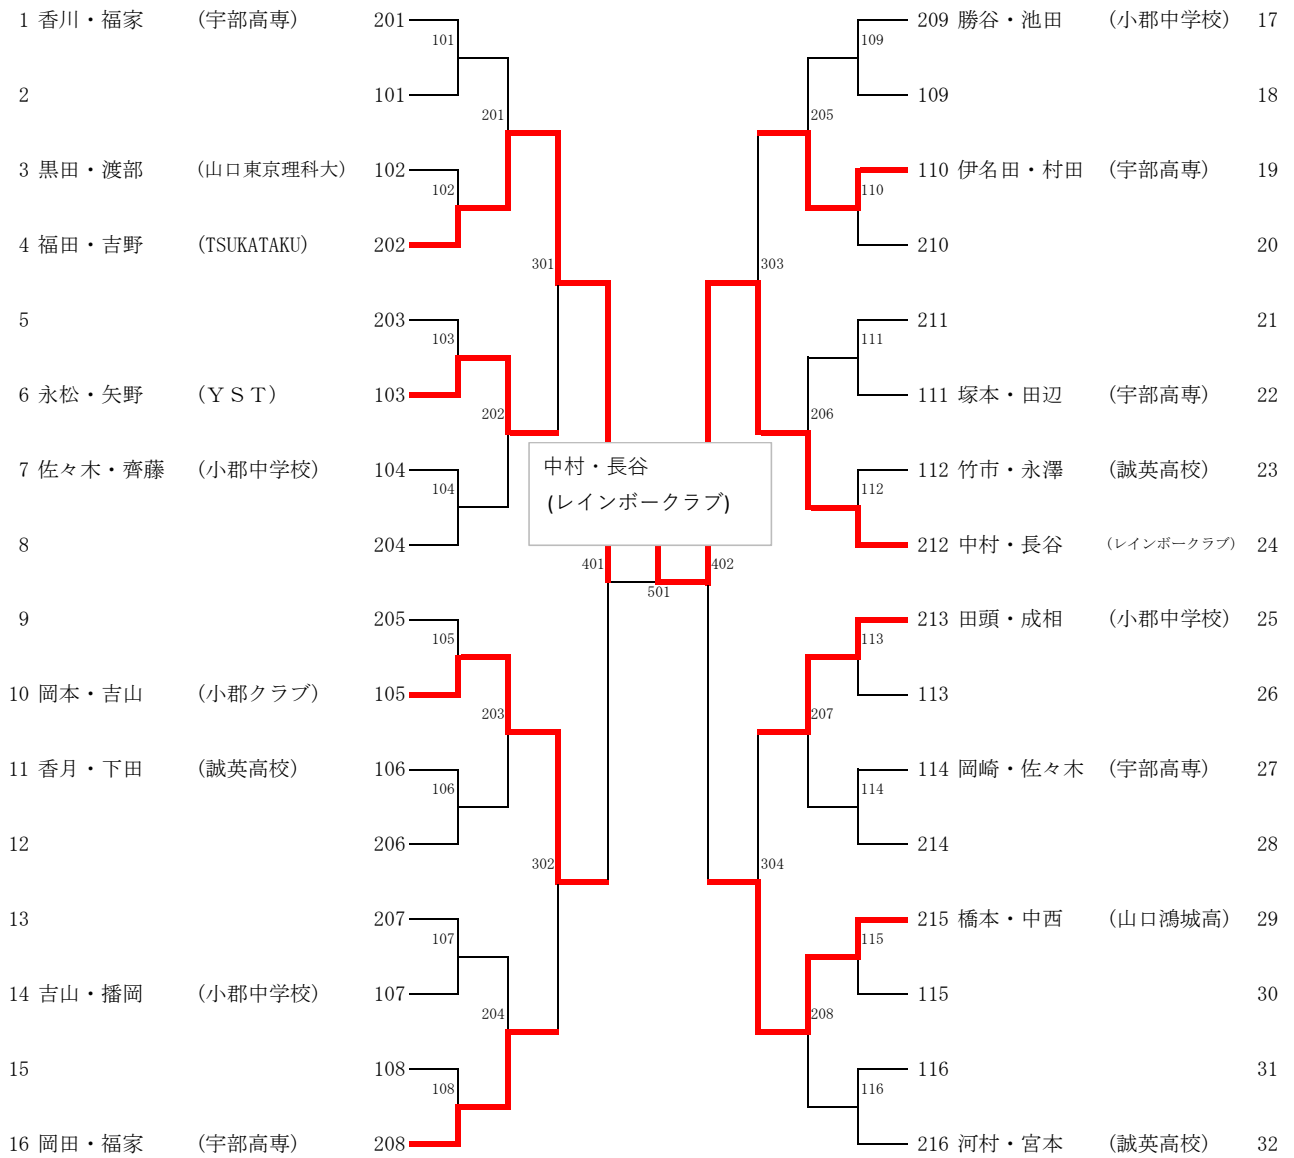 1 香川・福家 (宇部高専) 201
101
2 101
201
3 黒田・渡部 (山口東京理科大) 102
102
4 福田・吉野 (TSUKATAKU) 202
301
5 203
103
6 永松・矢野 (ＹＳＴ) 103
202
7 佐々木・齊藤 (小郡中学校) 104
104
8 204
401
9 205
105
10 岡本・吉山 (小郡クラブ) 105
203
11 香月・下田 (誠英高校) 106
106
12 206
302
13 207
107
14 吉山・播岡 (小郡中学校) 107
204
15 108
108
16 岡田・福家 (宇部高専) 208
中村・長谷
(レインボークラブ)
501
209 勝谷・池田 (小郡中学校) 17
109
109 18
205
110 伊名田・村田 (宇部高専) 19
110
210 20
303
211 21
111
111 塚本・田辺 (宇部高専) 22
206
112 竹市・永澤 (誠英高校) 23
112
212 中村・長谷 (レインボークラブ) 24
402
213 田頭・成相 (小郡中学校) 25
113
113 26
207
114 岡崎・佐々木 (宇部高専) 27
114
214 28
304
215 橋本・中西 (山口鴻城高) 29
115
115 30
208
116 31
116
216 河村・宮本 (誠英高校) 32